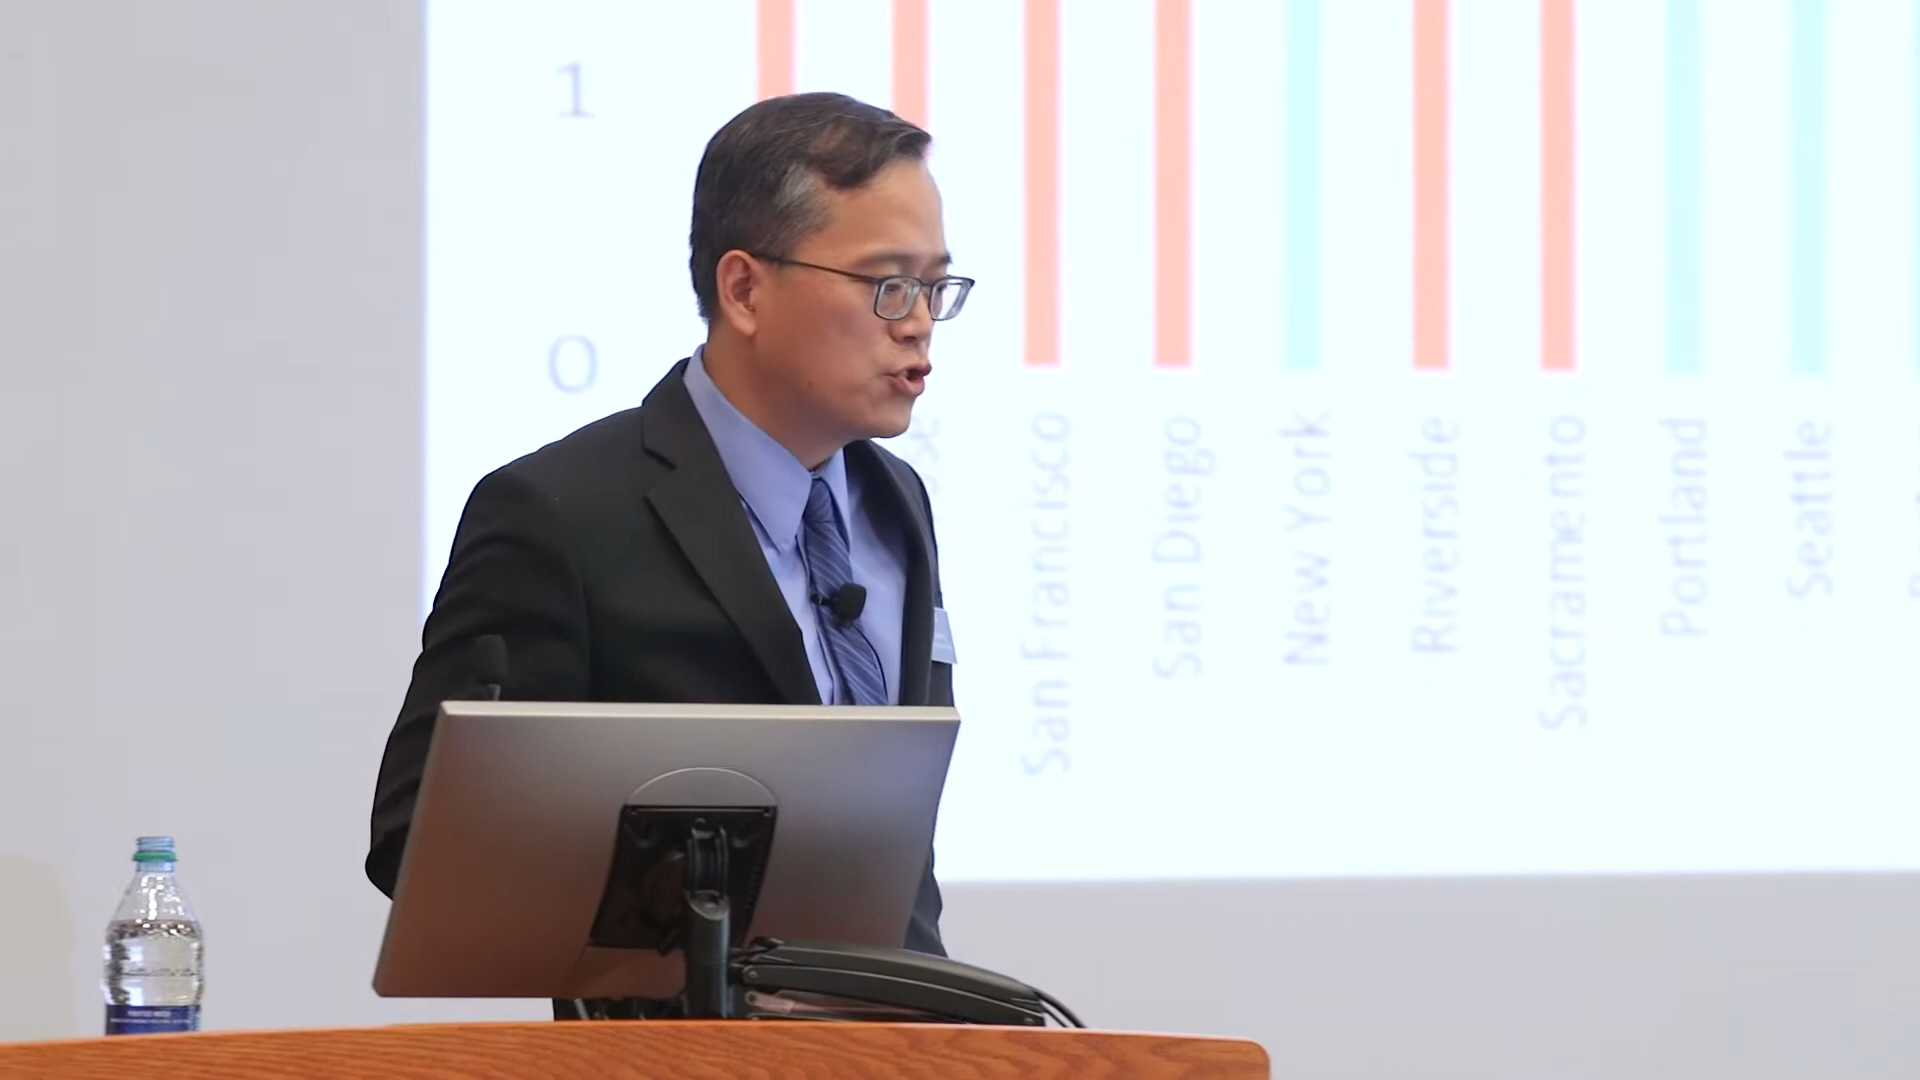 1
0
San Francisco
San Diego
New York
Riverside
Sacramento
Portland
Seattle